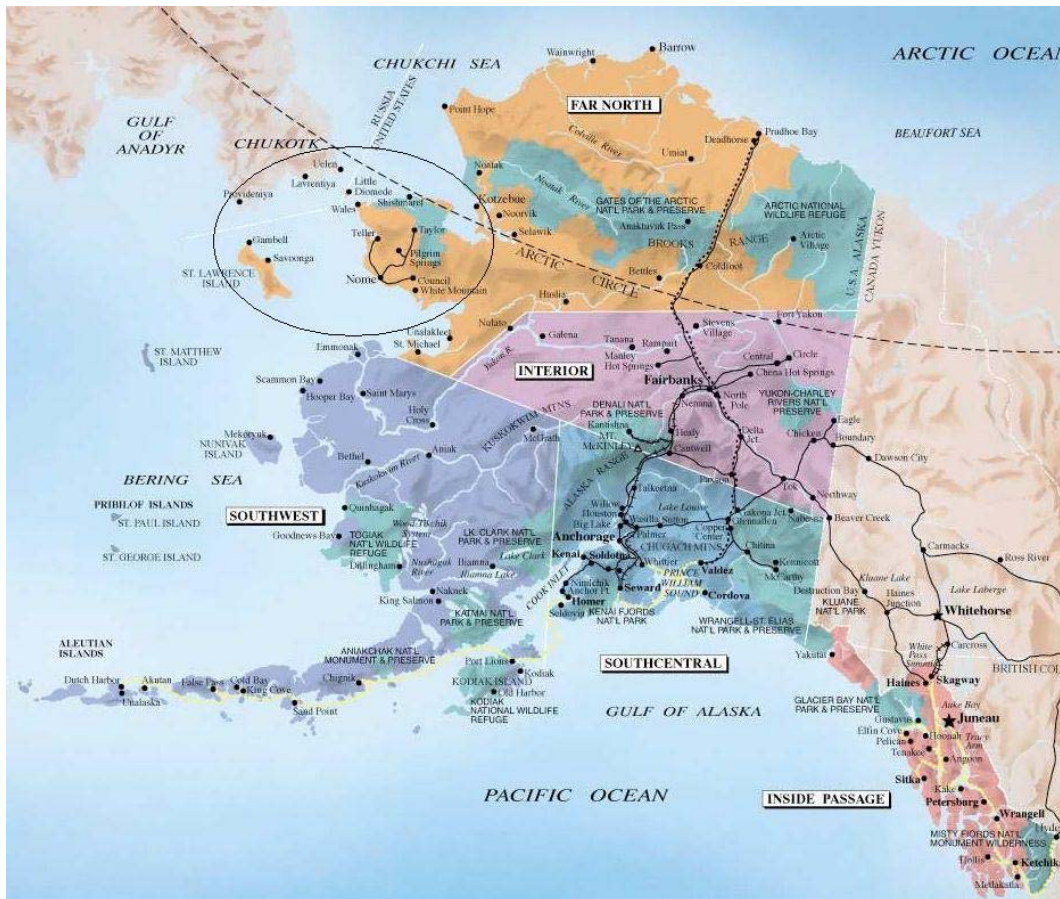 ARCTIC OCEAN
CHUKCHI SEA
BEAUFORT SEA
GULF
OF
ANADYR
CHUKOTK
RUSSIA
UNITED STATES
Barrow
Wainwright
FAR NORTH
Point Hope
Colville River
Umiat
Deadhorse
Prudhoe Bay
Uelen
Lavrentiya
Provideniya
Little
Diomede
Wales
Shishmaref
Noatak
Noatak River
Kotzebue
Noorvik
Selawik
GATES OF THE ARCTIC
NAT'L PARK & PRESERVE
Anaktuvuk Pass
BROOKS RANGE
ARCTIC NATIONAL
WILDLIFE REFUGE
Arctic
Village
U.S.A. ALASKA
CANADA YUKON
Gambell
Savoonga
ST. LAWRENCE
ISLAND
Teller
Taylor
Pilgrim
Springs
Nome
Council
White Mountain
ARCTIC CIRCLE
Bettles
Coldfoot
Haslia
Unalakleet
St. Michael
Nulato
Galena
Yukon R.
Stevens
Village
Fort Yukon
Tanana
Rampart
Manley
Hot Springs
Central
Circle
Chena Hot Springs
INTERIOR
Fairbanks
North
Pole
Nenana
YUKON-CHARLEY
RIVERS NAT'L
PRESERVE
ST. MATTHEW
ISLAND
Emmonak
Scammon Bay
Hooper Bay
Saint Marys
Holy
Cross
KUSKOKWIM MTNS
McGrath
DENALI NAT'L
PARK & PRESERVE
Kantishna
MT.
McKINLEY
Healy
Cantwell
Delta
Jct.
Eagle
Chicken
Boundary
Dawson City
Mekoryuk
NUNIVAK
ISLAND
Bethel
Aniak
Kuskokwim River
ALASKA RANGE
Paxson
Tok
Northway
BERING SEA
PRIBILOF ISLANDS
ST. PAUL ISLAND
ST. GEORGE ISLAND
SOUTHWEST
Quinhagak
Goodnews Bay
TOGIAK
NAT'L WILDLIFE
REFUGE
Wood-Tikchik
System
Dillingham
Nushagak
River
LK. CLARK NAT'L
PARK & PRESERVE
Lake Clark
Iliamna
Iliamna Lake
Talkeetna
Willow
Houston
Big Lake
Wasilla
Sutton
Palmer
Anchorage
Lake Louise
Gakona Jct.
Glennallen
Copper
Center
Nabesna
Beaver Creek
CHUGACH MTNS
Chitina
Kennicott
McCarthy
Kenai
Soldotna
Whittier
Valdez
PRINCE
WILLIAM
SOUND
Cordova
COOK INLET
Ninilchik
Anchor Pt.
Homer
Seldovia
Seward
KENAI FJORDS
NAT'L PARK
WRANGELL-ST. ELIAS
NAT'L PARK & PRESERVE
Naknek
King Salmon
KATMAI NAT'L
PARK & PRESERVE
Destruction Bay
KLUANE
NAT'L PARK
Kluane Lake
Haines
Junction
Carmacks
Ross River
Lake Laberge
Whitehorse
Carcross
White
Pass
Summit
BRITISH COL
ALEUTIAN
ISLANDS
ANIAKCHAK NAT'L
MONUMENT & PRESERVE
Dutch Harbor
Unalaska
Akutan
False Pass
Cold Bay
King Cove
Sand Point
Chignik
Port Lions
Kodiak
KODIAK ISLAND
Old Harbor
KODIAK
NATIONAL WILDLIFE
REFUGE
SOUTHCENTRAL
GULF OF ALASKA
PACIFIC OCEAN
Yakutat
Haines
Skagway
GLACIER BAY NAT'L
PARK & PRESERVE
Gustavus
Elfin Cove
Pelican
Tenakee
Auke Bay
Juneau
Hoonah
Tracy
Arm
Angoon
Sitka
Kake
Petersburg
INSIDE PASSAGE
Wrangell
MISTY FJORDS NAT'L
MONUMENT WILDERNESS
Hyde
Hollis
Ketchik
Metlakatla